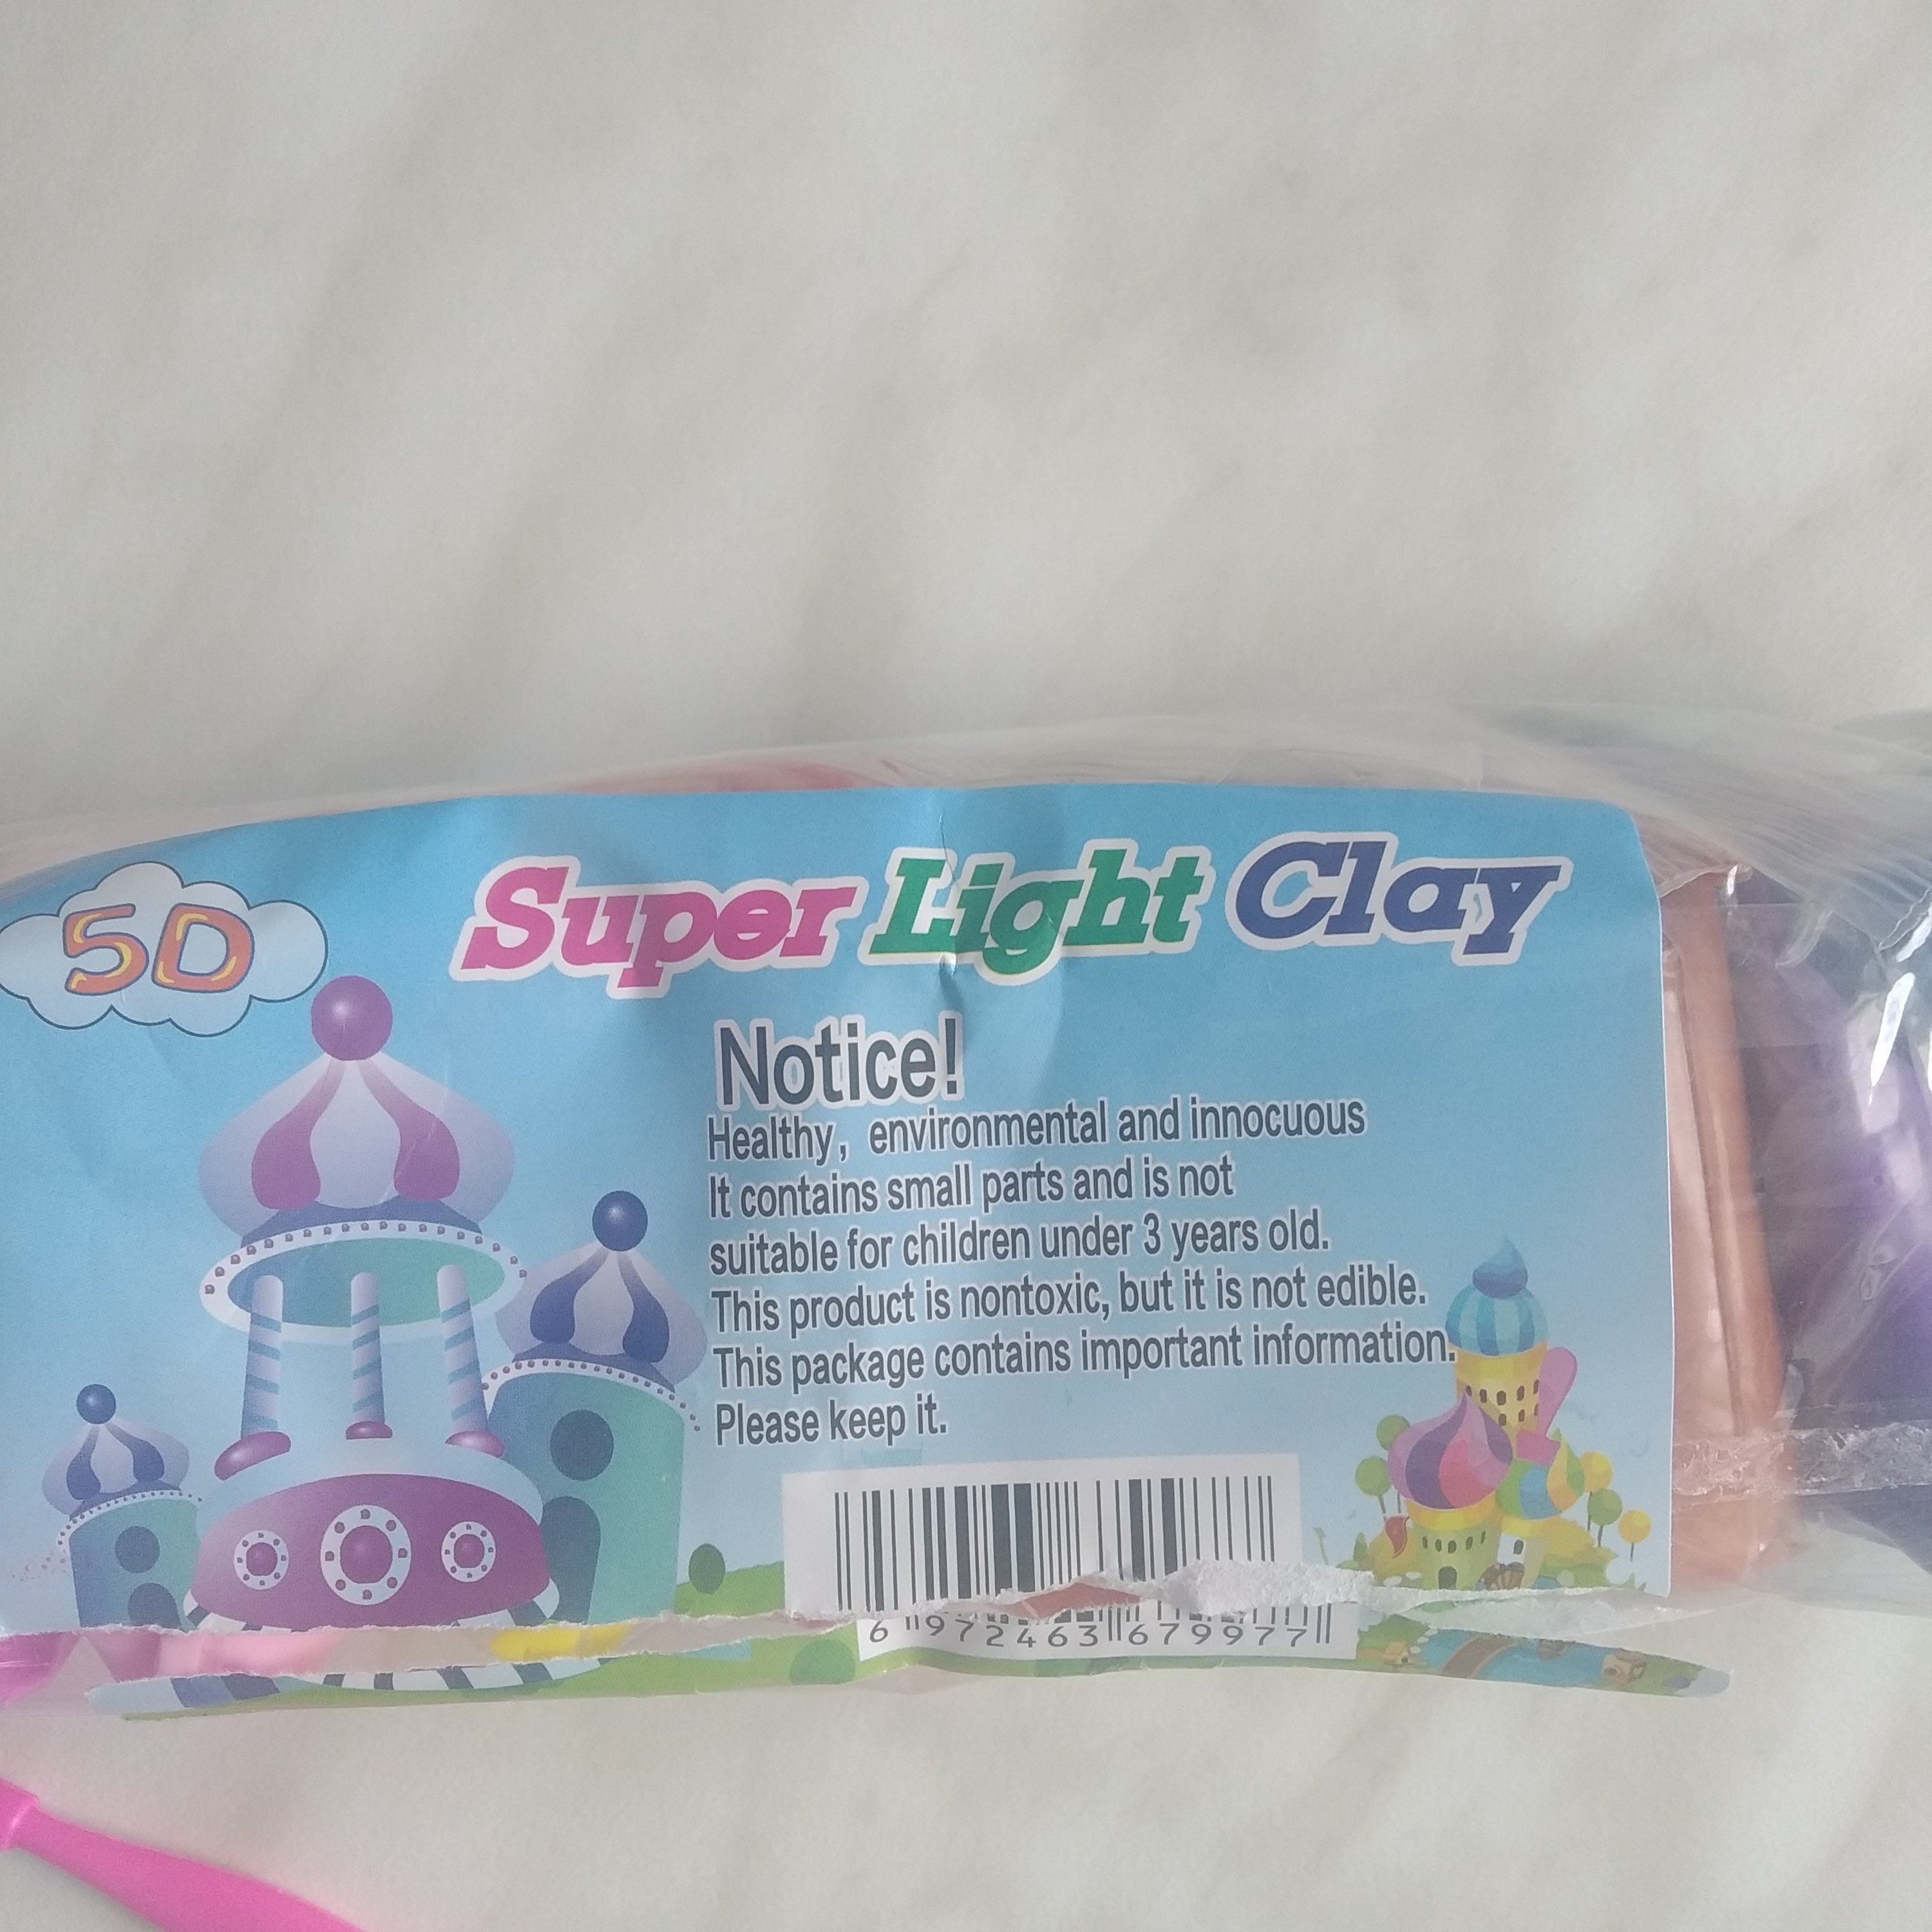 5D
Super Light Clay
Notice!
Healthy, environmental and innocuous
It contains small parts and is not
suitable for children under 3 years old.
This product is nontoxic, but it is not edible.
This package contains important information.
Please keep it.
6 972463 679977